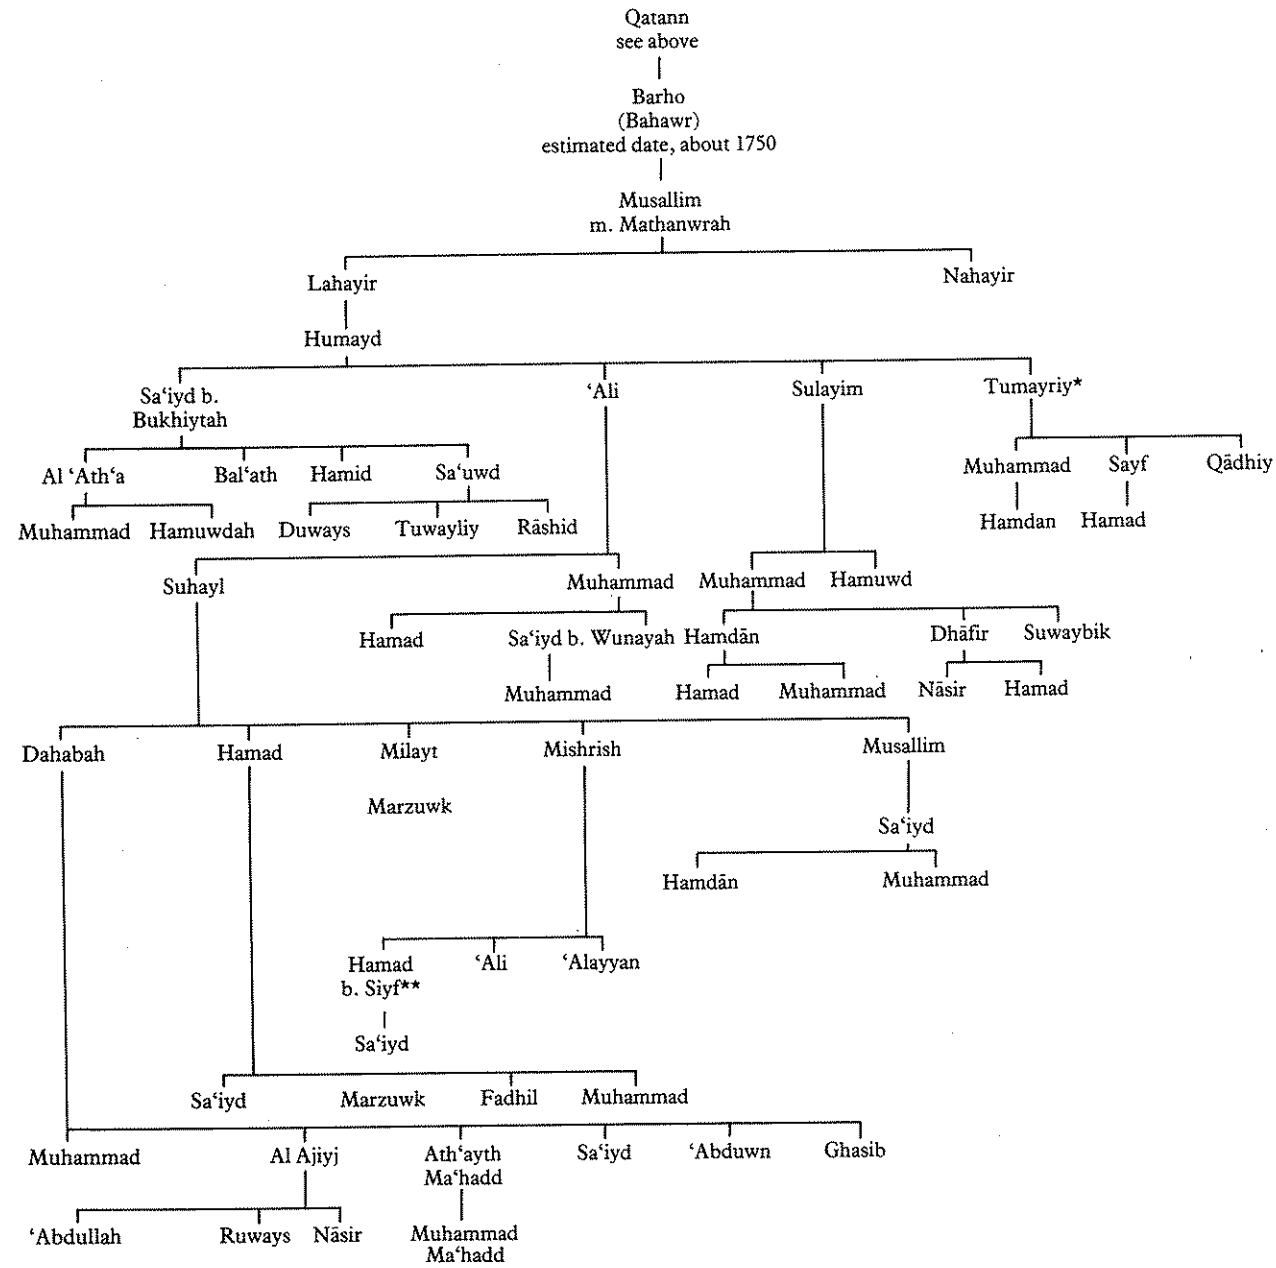 Qatann
see above
Barho
(Bahawr)
estimated date, about 1750
Musallim
m. Mathanwrah
Lahayir
Nahayir
Humayd
Sa‘iyd b.
Bukhiytah
‘Ali
Sulayim
Tumayriy*
Al ‘Ath‘a
Bal‘ath
Hamid
Sa‘uwd
Muhammad
Sayf
Qādhiy
Muhammad
Hamuwdah
Duways
Tuwayliy
Rāshid
Hamdan
Hamad
Suhayl
Muhammad
Muhammad
Hamuwd
Hamad
Sa‘iyd b. Wunayah
Hamdān
Dhāfir
Suwaybik
Muhammad
Hamad
Muhammad
Nāsir
Hamad
Dahabah
Hamad
Milayt
Mishrish
Musallim
Marzuwk
Sa‘iyd
Hamdān
Muhammad
Hamad
b. Siyf**
‘Ali
‘Alayyan
Sa‘iyd
Sa‘iyd
Marzuwk
Fadhil
Muhammad
Muhammad
Al Ajiyj
Ath‘ayth
Ma‘hadd
Sa‘iyd
‘Abduwn
Ghasib
‘Abdullah
Ruways
Nāsir
Muhammad
Ma‘hadd